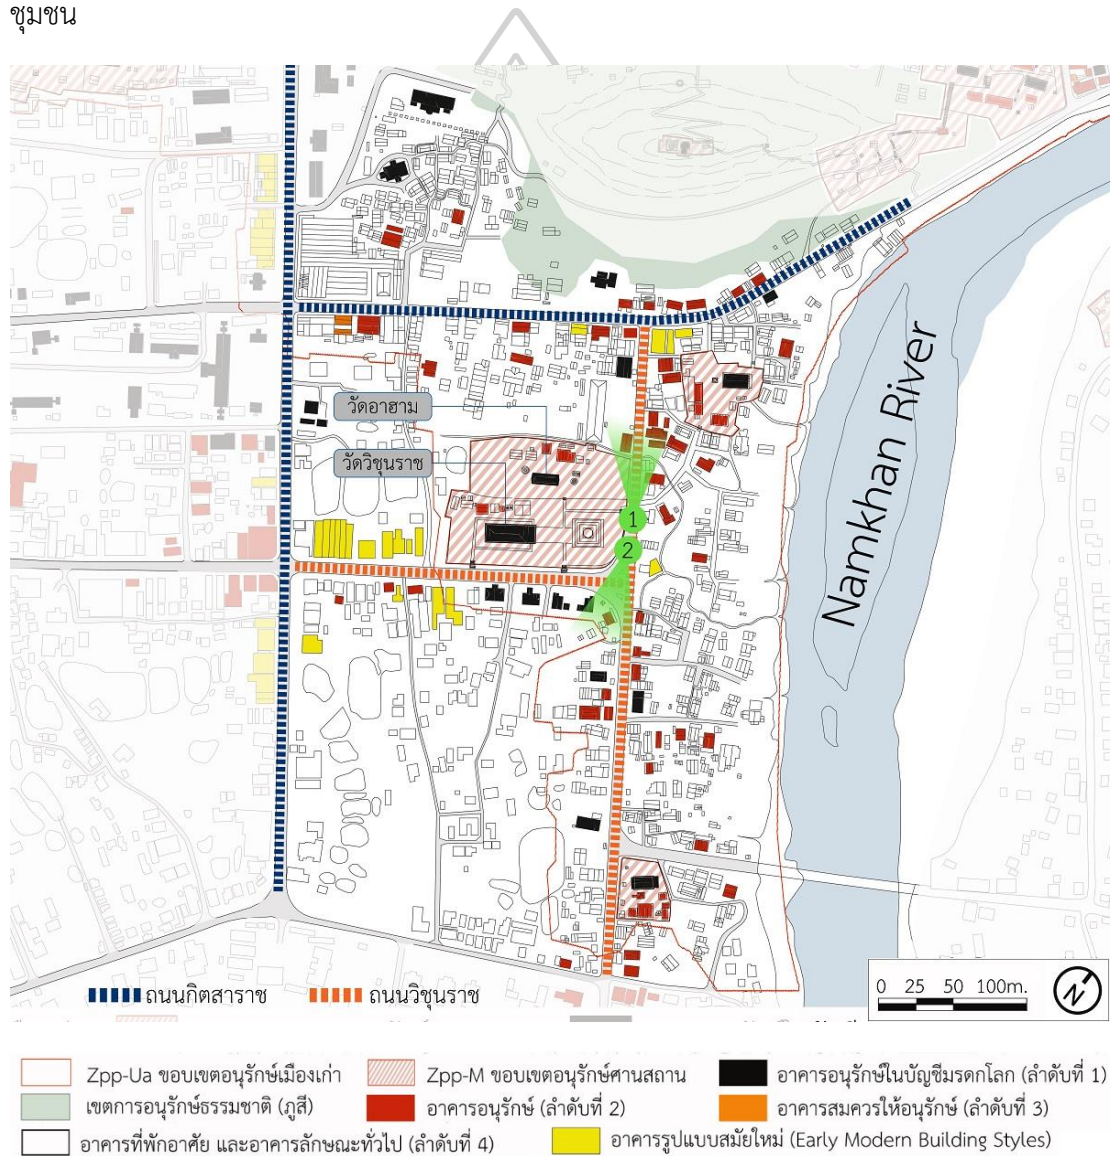 ชุมชน
วัดอาฮาม
วัดวิชุนราช
1
2
Namkhan River
ถนนกิตสาราช
ถนนวิชุนราช
0 25 50 100m.
N
Zpp-Ua ขอบเขตอนุรักษ์เมืองเก่า
Zpp-M ขอบเขตอนุรักษ์ศานสถาน
อาคารอนุรักษ์ในบัญชีมรดกโลก (ลำดับที่ 1)
เขตการอนุรักษ์ธรรมชาติ (ภูสี)
อาคารอนุรักษ์ (ลำดับที่ 2)
อาคารสมควรให้อนุรักษ์ (ลำดับที่ 3)
อาคารที่พักอาศัย และอาคารลักษณะทั่วไป (ลำดับที่ 4)
อาคารรูปแบบสมัยใหม่ (Early Modern Building Styles)